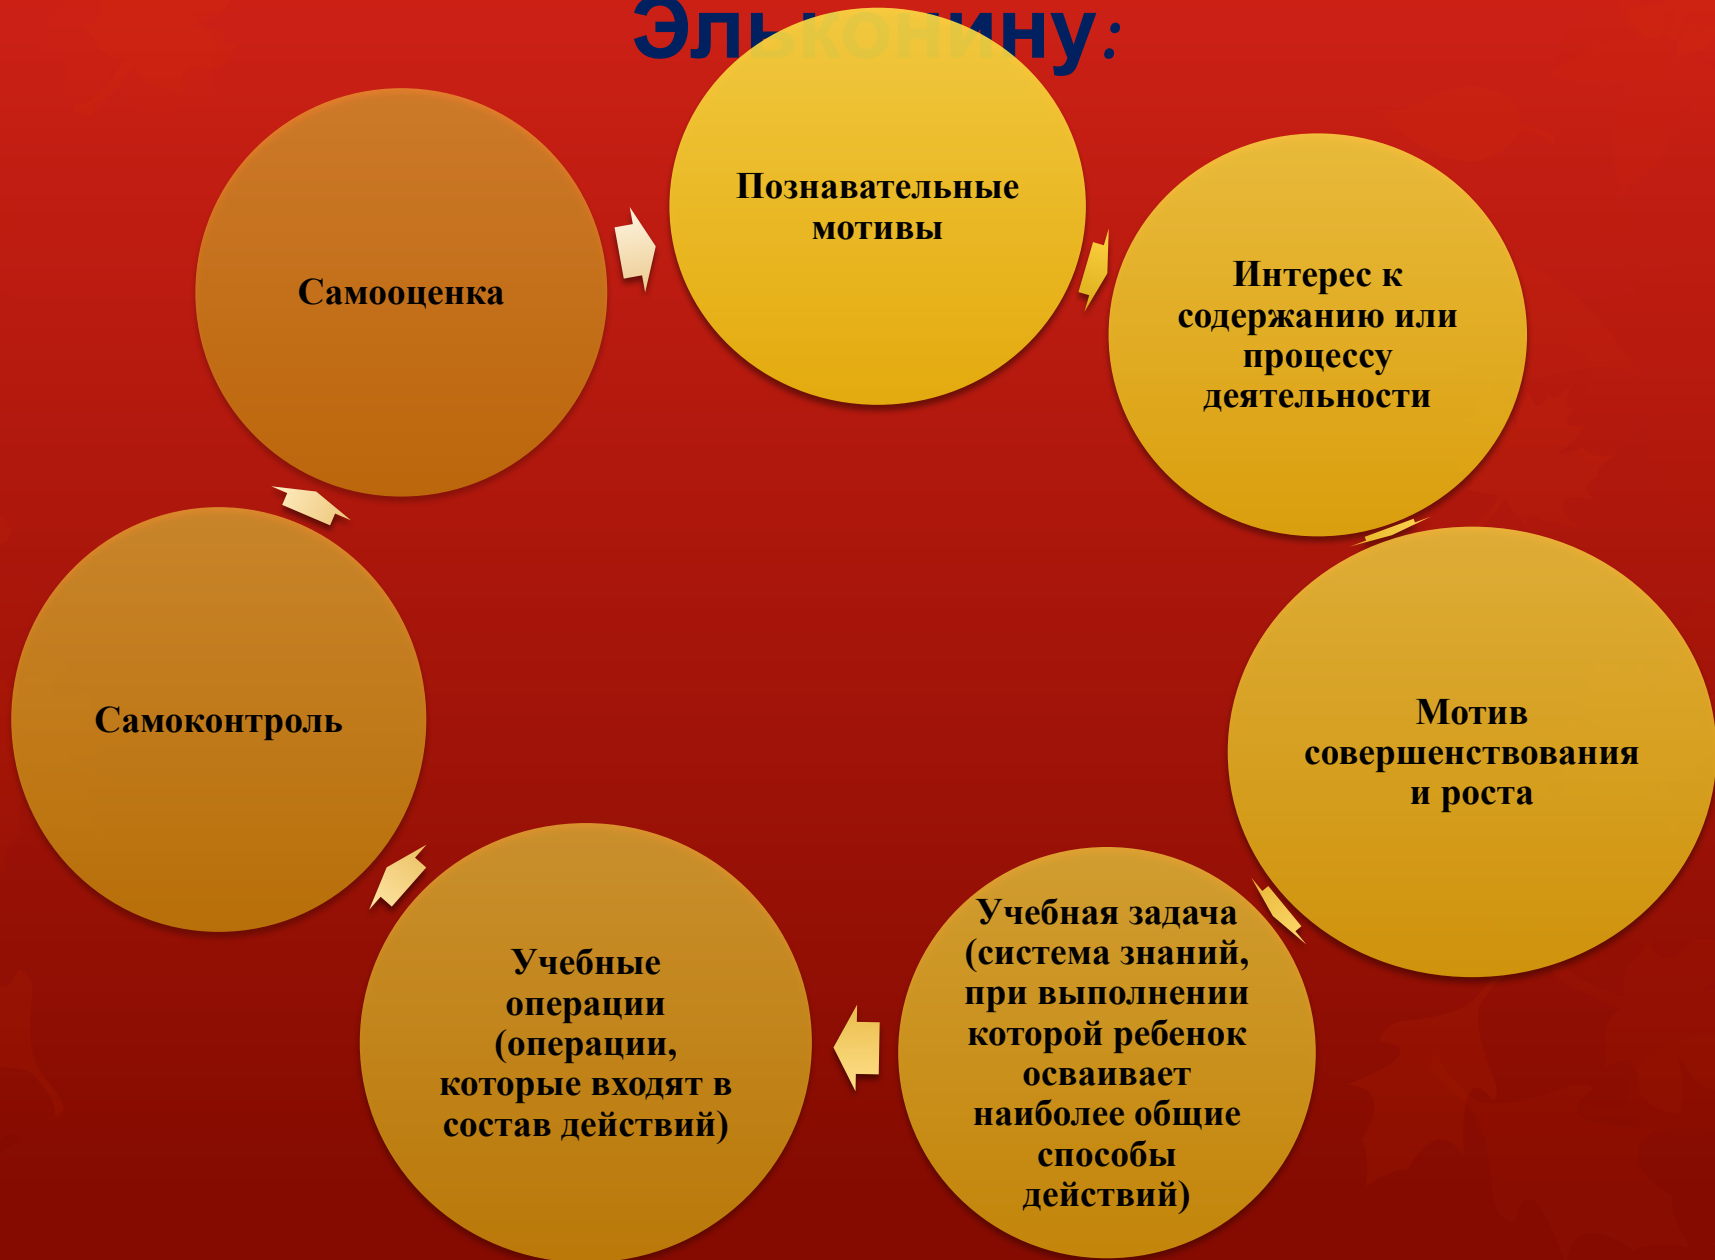 Эльконину:
Познавательные
мотивы
Интерес к
содержанию или
процессу
деятельности
Мотив
совершенствования
и роста
Учебная задача
(система знаний,
при выполнении
которой ребенок
осваивает
наиболее общие
способы
действий)
Учебные
операции
(операции,
которые входят в
состав действий)
Самоконтроль
Самооценка